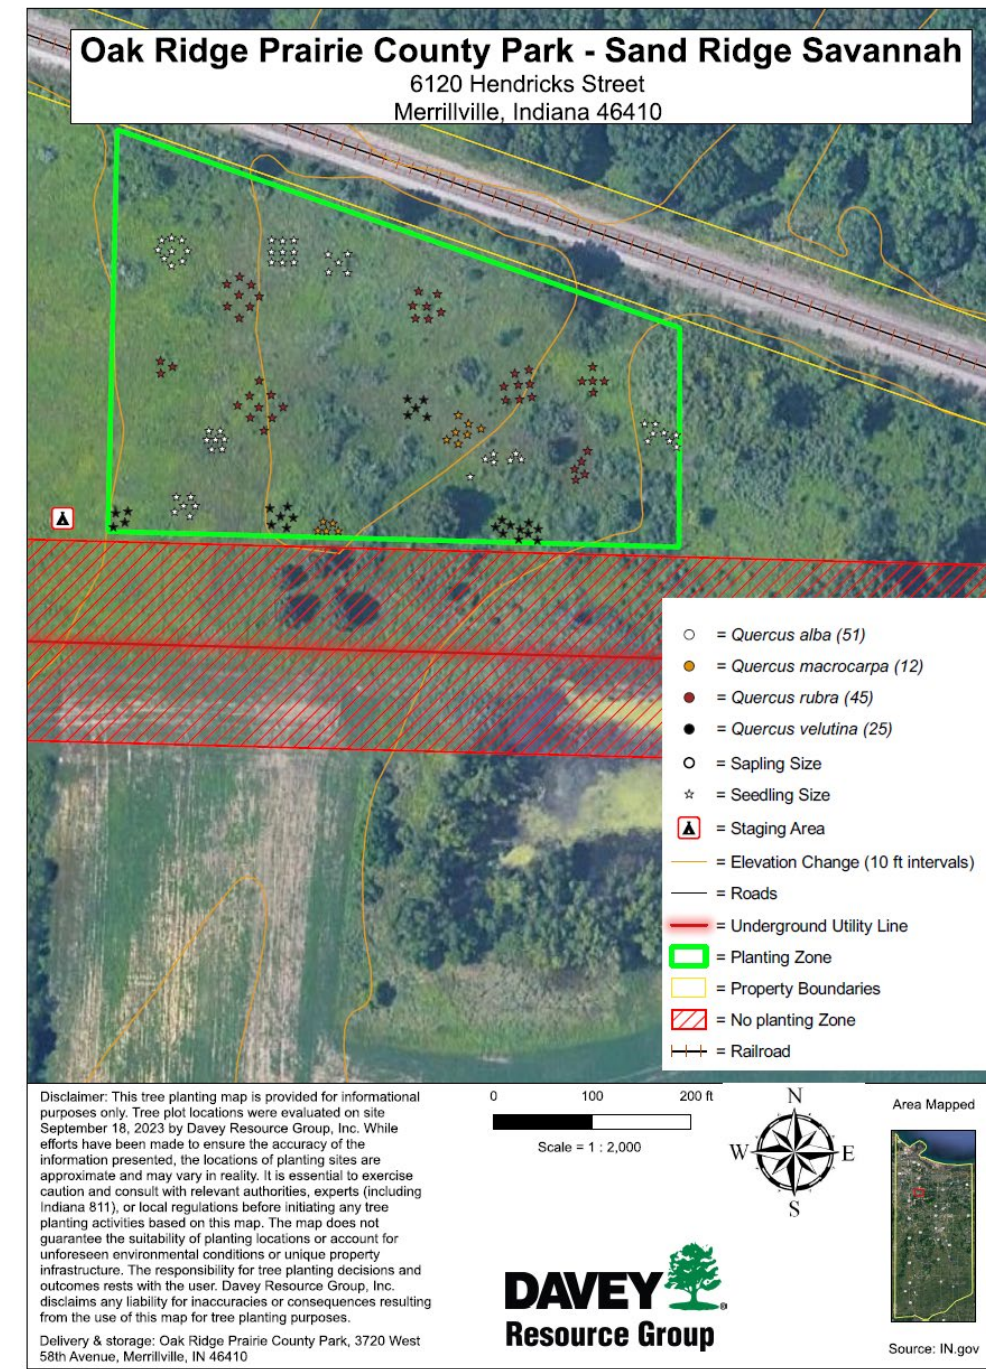 Oak Ridge Prairie County Park - Sand Ridge Savannah
6120 Hendricks Street
Merrillville, Indiana 46410
= Quercus alba (51)
= Quercus macrocarpa (12)
= Quercus rubra (45)
= Quercus velutina (25)
= Sapling Size
= Seedling Size
= Staging Area
= Elevation Change (10 ft intervals)
= Roads
= Underground Utility Line
= Planting Zone
= Property Boundaries
= No planting Zone
= Railroad
Disclaimer: This tree planting map is provided for informational
purposes only. Tree plot locations were evaluated on site
September 18, 2023 by Davey Resource Group, Inc. While
efforts have been made to ensure the accuracy of the
information presented, the locations of planting sites are
approximate and may vary in reality. It is essential to exercise
caution and consult with relevant authorities, experts (including
Indiana 811), or local regulations before initiating any tree
planting activities based on this map. The map does not
guarantee the suitability of planting locations or account for
unforeseen environmental conditions or unique property
infrastructure. The responsibility for tree planting decisions and
outcomes rests with the user. Davey Resource Group, Inc.
disclaims any liability for inaccuracies or consequences resulting
from the use of this map for tree planting purposes.
Delivery & storage: Oak Ridge Prairie County Park, 3720 West
58th Avenue, Merrillville, IN 46410
0 100 200 ft
Scale = 1 : 2,000
N
W E
S
DAVEY
Resource Group
Area Mapped
Source: IN.gov